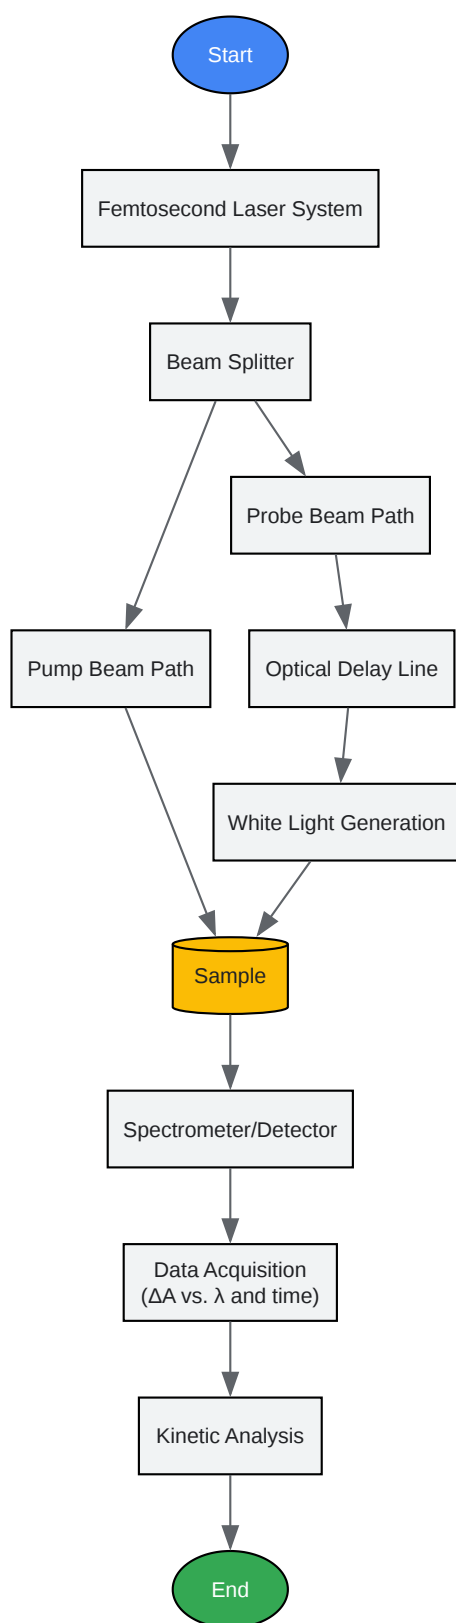 Start
Femtosecond Laser System
Beam Splitter
Probe Beam Path
Pump Beam Path
Optical Delay Line
White Light Generation
Sample
Spectrometer/Detector
Data Acquisition
(ΔA vs. λ and time)
Kinetic Analysis
End